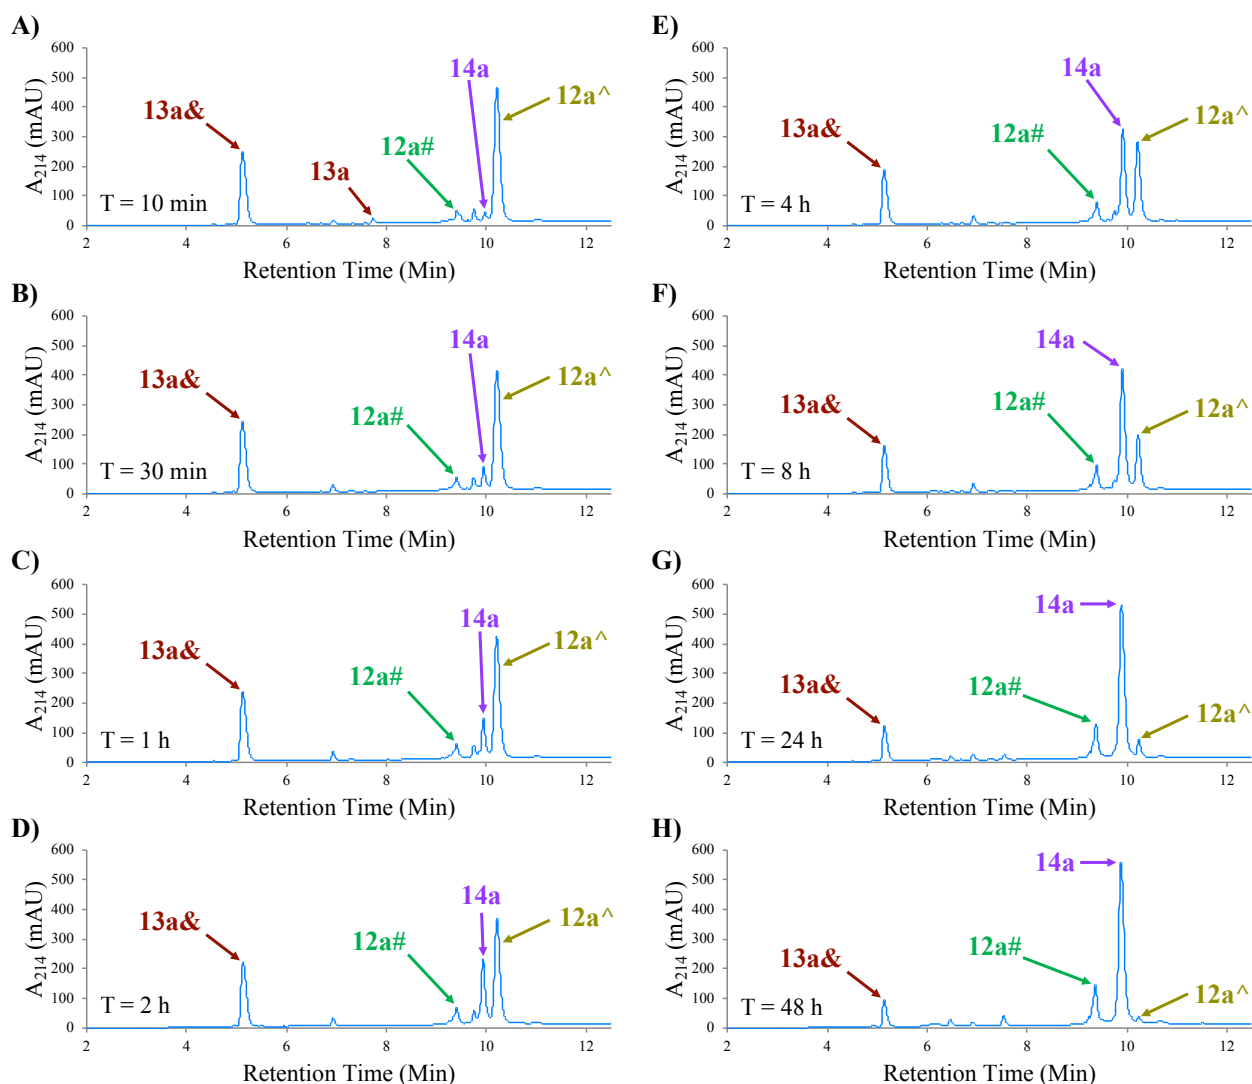 A)
600
500
400
300
200
100
0
A214 (mAU)
14a
12a^
13a&
12a#
13a
T = 10 min
2 4 6 8 10 12
Retention Time (Min)
B)
600
500
400
300
200
100
0
A214 (mAU)
14a
12a^
13a&
12a#
T = 30 min
2 4 6 8 10 12
Retention Time (Min)
C)
600
500
400
300
200
100
0
A214 (mAU)
14a
12a^
13a&
12a#
T = 1 h
2 4 6 8 10 12
Retention Time (Min)
D)
600
500
400
300
200
100
0
A214 (mAU)
14a
12a^
13a&
12a#
T = 2 h
2 4 6 8 10 12
Retention Time (Min)
E)
600
500
400
300
200
100
0
A214 (mAU)
14a
12a^
12a#
13a&
T = 4 h
2 4 6 8 10 12
Retention Time (Min)
F)
600
500
400
300
200
100
0
A214 (mAU)
14a
12a^
13a&
12a#
T = 8 h
2 4 6 8 10 12
Retention Time (Min)
G)
600
500
400
300
200
100
0
A214 (mAU)
14a
12a#
13a&
12a^
T = 24 h
2 4 6 8 10 12
Retention Time (Min)
H)
600
500
400
300
200
100
0
A214 (mAU)
14a
12a#
13a&
12a^
T = 48 h
2 4 6 8 10 12
Retention Time (Min)